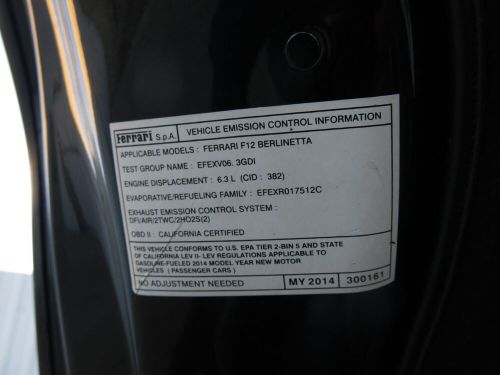 Ferrari S.p.A. VEHICLE EMISSION CONTROL INFORMATION
APPLICABLE MODELS : FERRARI F12 BERLINETTA
TEST GROUP NAME : EFEXV06. 3GDI
ENGINE DISPLACEMENT : 6.3 L (CID : 382)
EVAPORATIVE/REFUELING FAMILY : EFEXR017512C
EXHAUST EMISSION CONTROL SYSTEM :
DFI/AIR/2TWC/2HO2S(2)
OBD II : CALIFORNIA CERTIFIED
THIS VEHICLE CONFORMS TO U.S. EPA TIER 2-BIN 5 AND STATE
OF CALIFORNIA LEV II- LEV REGULATIONS APPLICABLE TO
GASOLINE-FUELED 2014 MODEL YEAR NEW MOTOR
VEHICLES ( PASSENGER CARS )
NO ADJUSTMENT NEEDED MY 2014 300161